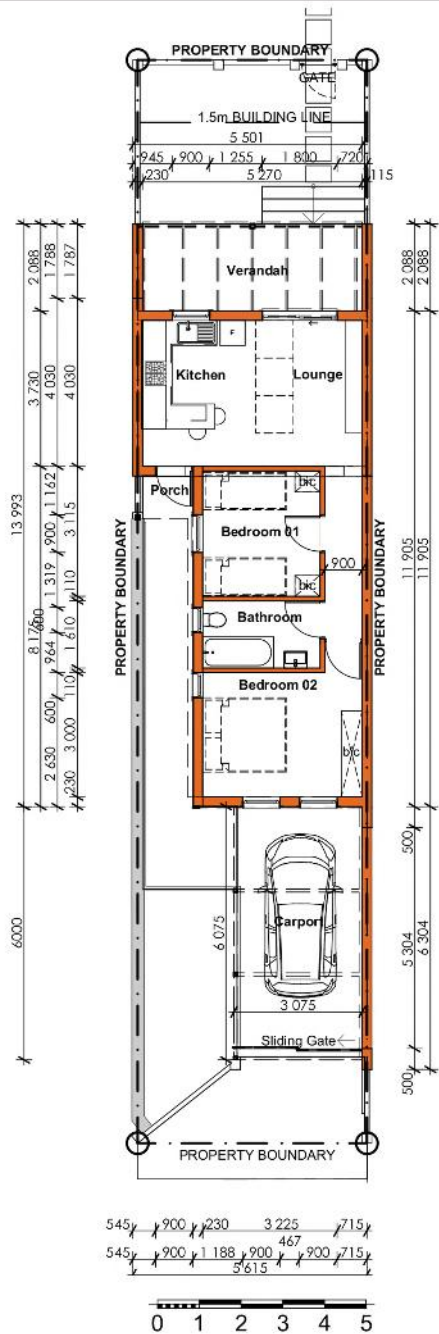 PROPERTY BOUNDARY
GATE
1.5m BUILDING LINE
5 501
945 900 1 255 1 800 720
230 5 270 115
2 088 1 788 1 787
Verandah
2 088 2 088
3 730 4 030 4 030
Kitchen
F
Lounge
13 993
1 162 3 115
Porch
bic
Bedroom 01
900
bic
PROPERTY BOUNDARY
PROPERTY BOUNDARY
11 905 11 905
8 175
900
1 319 110
964 1 610
Bathroom
600 110
Bedroom 02
2 630 3 000
230
bic
6000
6 075
Carport
500
5 304 6 304
3 075
Sliding Gate
500
PROPERTY BOUNDARY
545 900 230 3 225 715
467
545 900 1 188 900 900 715
5 615
0 1 2 3 4 5